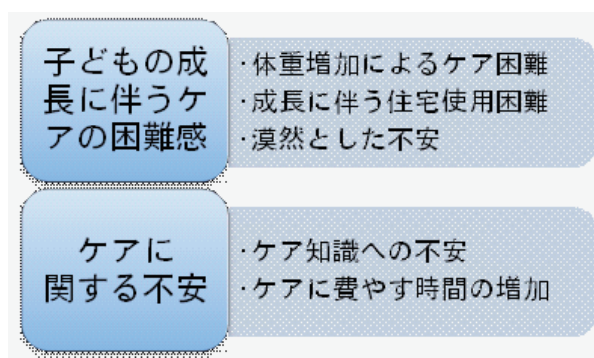 子どもの成
長に伴うケ
アの困難感
・体重増加によるケア困難
・成長に伴う住宅使用困難
・漠然とした不安
ケアに
関する不安
・ケア知識への不安
・ケアに費やす時間の増加